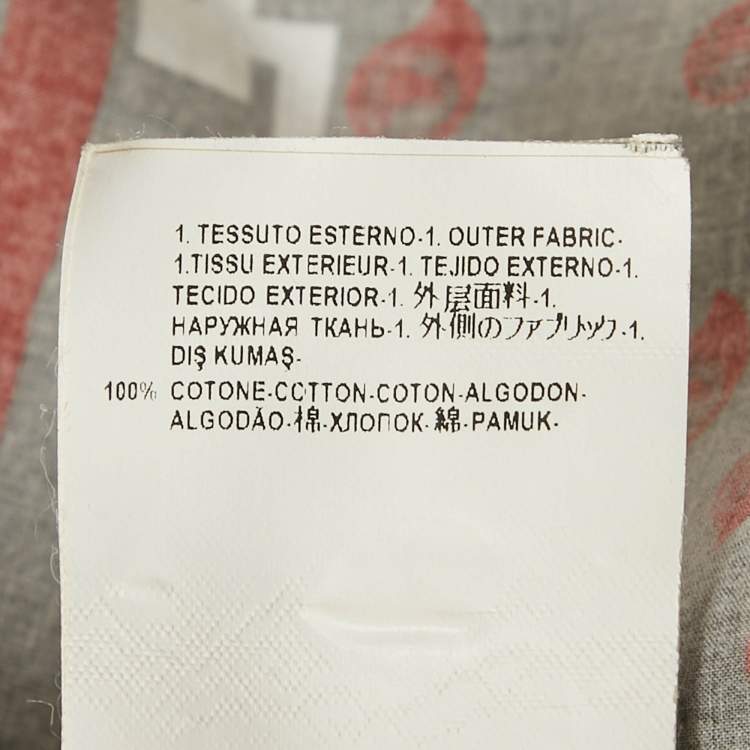 1. TESSUTO ESTERNO-1. OUTER FABRIC-
1.TISSU EXTERIEUR-1. TEJIDO EXTERNO-1.
TECIDO EXTERIOR-1. 外层面料-1.
НАРУЖНАЯ ТКАНЬ-1. 外側のファブリック-1.
DIŞ KUMAŞ-
100% COTONE-COTTON-COTON-ALGODON-
ALGODÃO-棉-ХЛОПОК-綿-PAMUK-